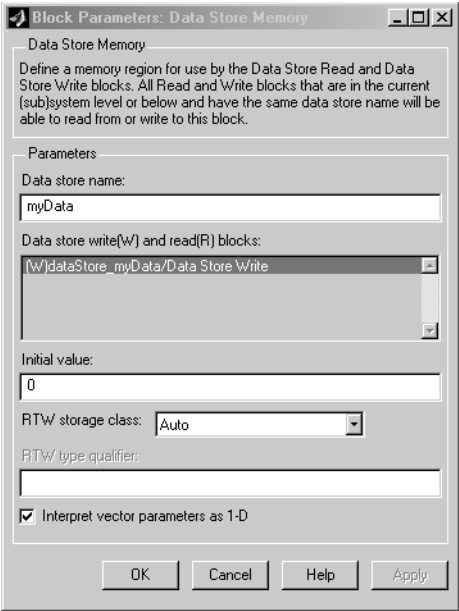 Block Parameters: Data Store Memory
Data Store Memory
Define a memory region for use by the Data Store Read and Data
Store Write blocks. All Read and Write blocks that are in the current
(sub)system level or below and have the same data store name will be
able to read from or write to this block.
Parameters
Data store name:
myData
Data store write(W) and read(R) blocks:
(W)dataStore_myData/Data Store Write
Initial value:
0
RTW storage class: Auto
RTW type qualifier:
Interpret vector parameters as 1-D
OK Cancel Help Apply